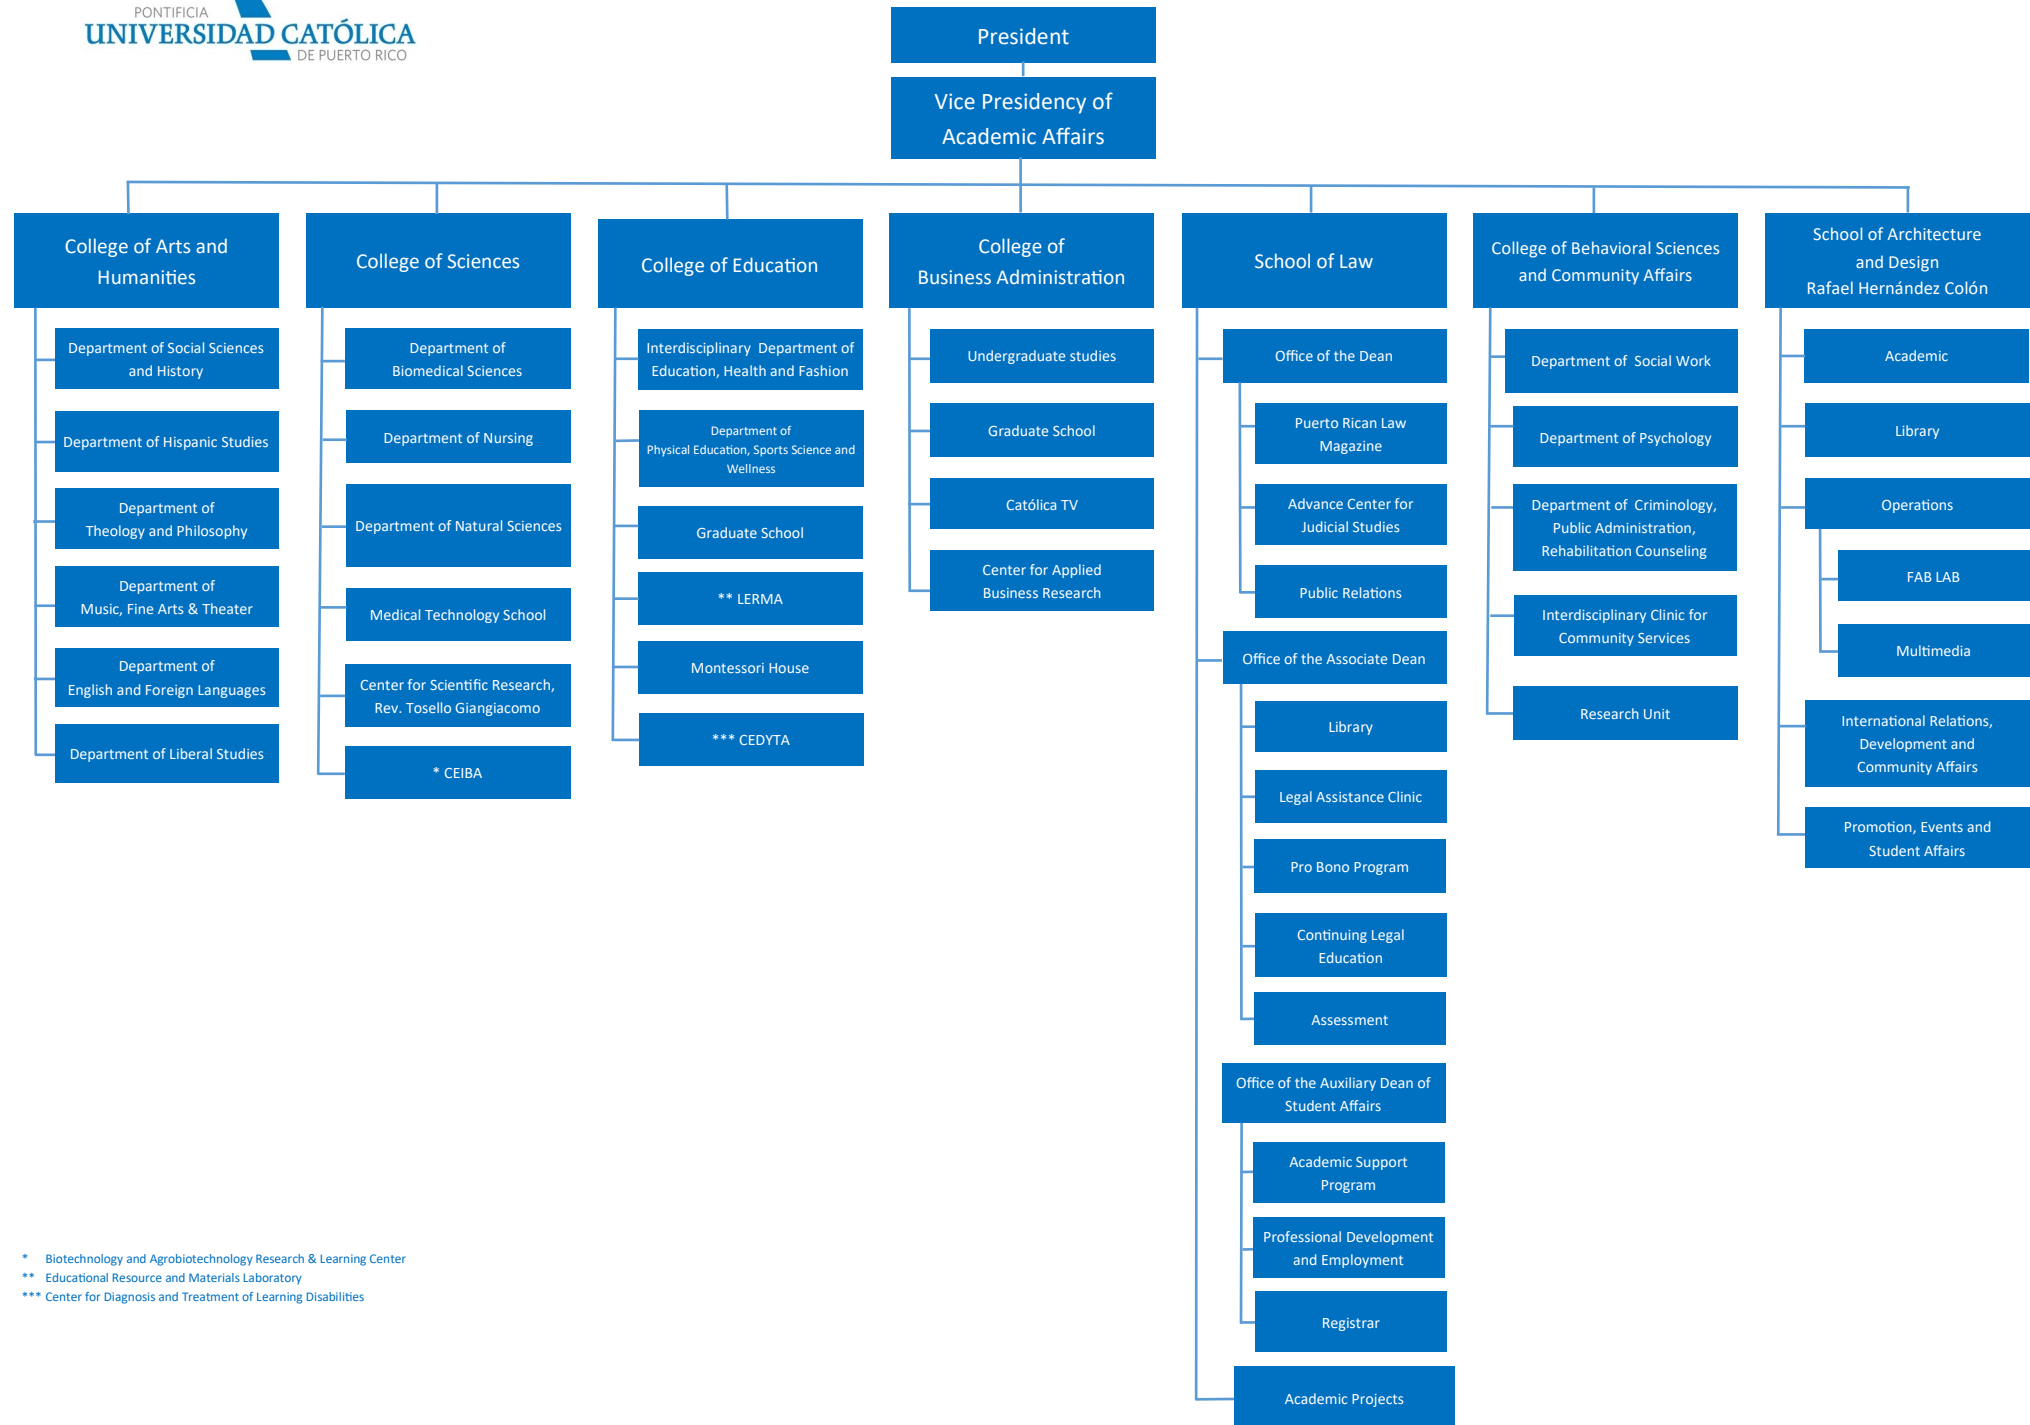 PONTIFICIA
UNIVERSIDAD CATÓLICA
DE PUERTO RICO
President
Vice Presidency of
Academic Affairs
College of Arts and
Humanities
Department of Social Sciences
and History
Department of Hispanic Studies
Department of
Theology and Philosophy
Department of
Music, Fine Arts & Theater
Department of
English and Foreign Languages
Department of Liberal Studies
College of Sciences
Department of
Biomedical Sciences
Department of Nursing
Department of Natural Sciences
Medical Technology School
Center for Scientific Research,
Rev. Tosello Giangiacomo
* CEIBA
College of Education
Interdisciplinary Department of
Education, Health and Fashion
Department of
Physical Education, Sports Science and
Wellness
Graduate School
** LERMA
Montessori House
*** CEDYTA
College of
Business Administration
Undergraduate studies
Graduate School
Católica TV
Center for Applied
Business Research
School of Law
Office of the Dean
Puerto Rican Law
Magazine
Advance Center for
Judicial Studies
Public Relations
Office of the Associate Dean
Library
Legal Assistance Clinic
Pro Bono Program
Continuing Legal
Education
Assessment
Office of the Auxiliary Dean of
Student Affairs
Academic Support
Program
Professional Development
and Employment
Registrar
Academic Projects
College of Behavioral Sciences
and Community Affairs
Department of Social Work
Department of Psychology
Department of Criminology,
Public Administration,
Rehabilitation Counseling
Interdisciplinary Clinic for
Community Services
Research Unit
School of Architecture
and Design
Rafael Hernández Colón
Academic
Library
Operations
FAB LAB
Multimedia
International Relations,
Development and
Community Affairs
Promotion, Events and
Student Affairs
* Biotechnology and Agrobiotechnology Research & Learning Center
** Educational Resource and Materials Laboratory
*** Center for Diagnosis and Treatment of Learning Disabilities